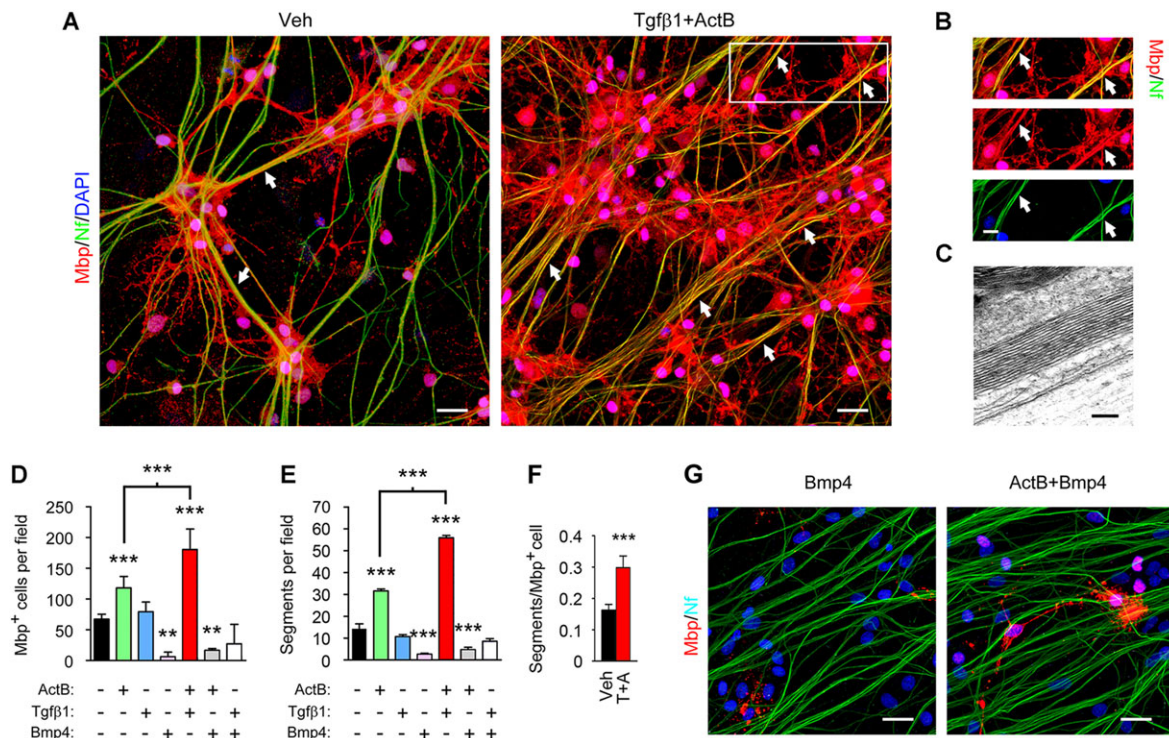 A
Veh
Tgfβ1+ActB
B
Mbp/Nf/DAPI
Mbp/Nf
C
D
E
F
G
Bmp4
ActB+Bmp4
Mbp⁺ cells per field
250
200
150
100
50
0
***
***
**
***
**
Segments per field
70
60
50
40
30
20
10
0
***
***
***
***
***
Segments/Mbp⁺ cell
0.4
0.3
0.2
0.1
0
***
Veh
T+A
Mbp/Nf
ActB: - + - - + + -
Tgfβ1: - - + - + - +
Bmp4: - - - + - + +
ActB: - + - - + + -
Tgfβ1: - - + - + - +
Bmp4: - - - + - + +